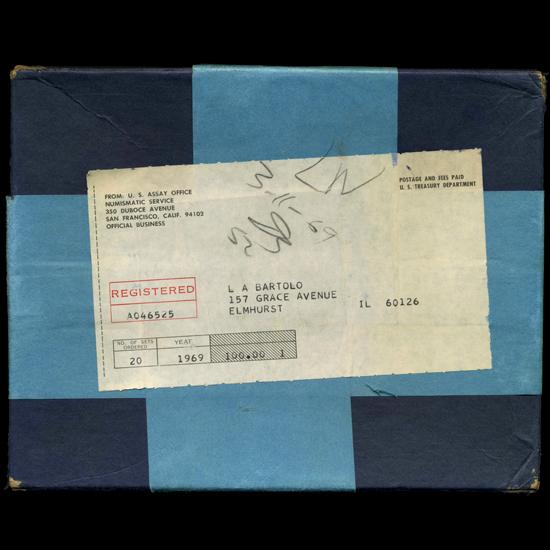 FROM: U. S. ASSAY OFFICE
NUMISMATIC SERVICE
350 DUBOCE AVENUE
SAN FRANCISCO, CALIF. 94102
OFFICIAL BUSINESS
POSTAGE AND FEES PAID
U. S. TREASURY DEPARTMENT
REGISTERED
A046525
L A BARTOLO
157 GRACE AVENUE
ELMHURST IL 60126
NO. OF SETS ORDERED YEAR
20 1969 100.00 1